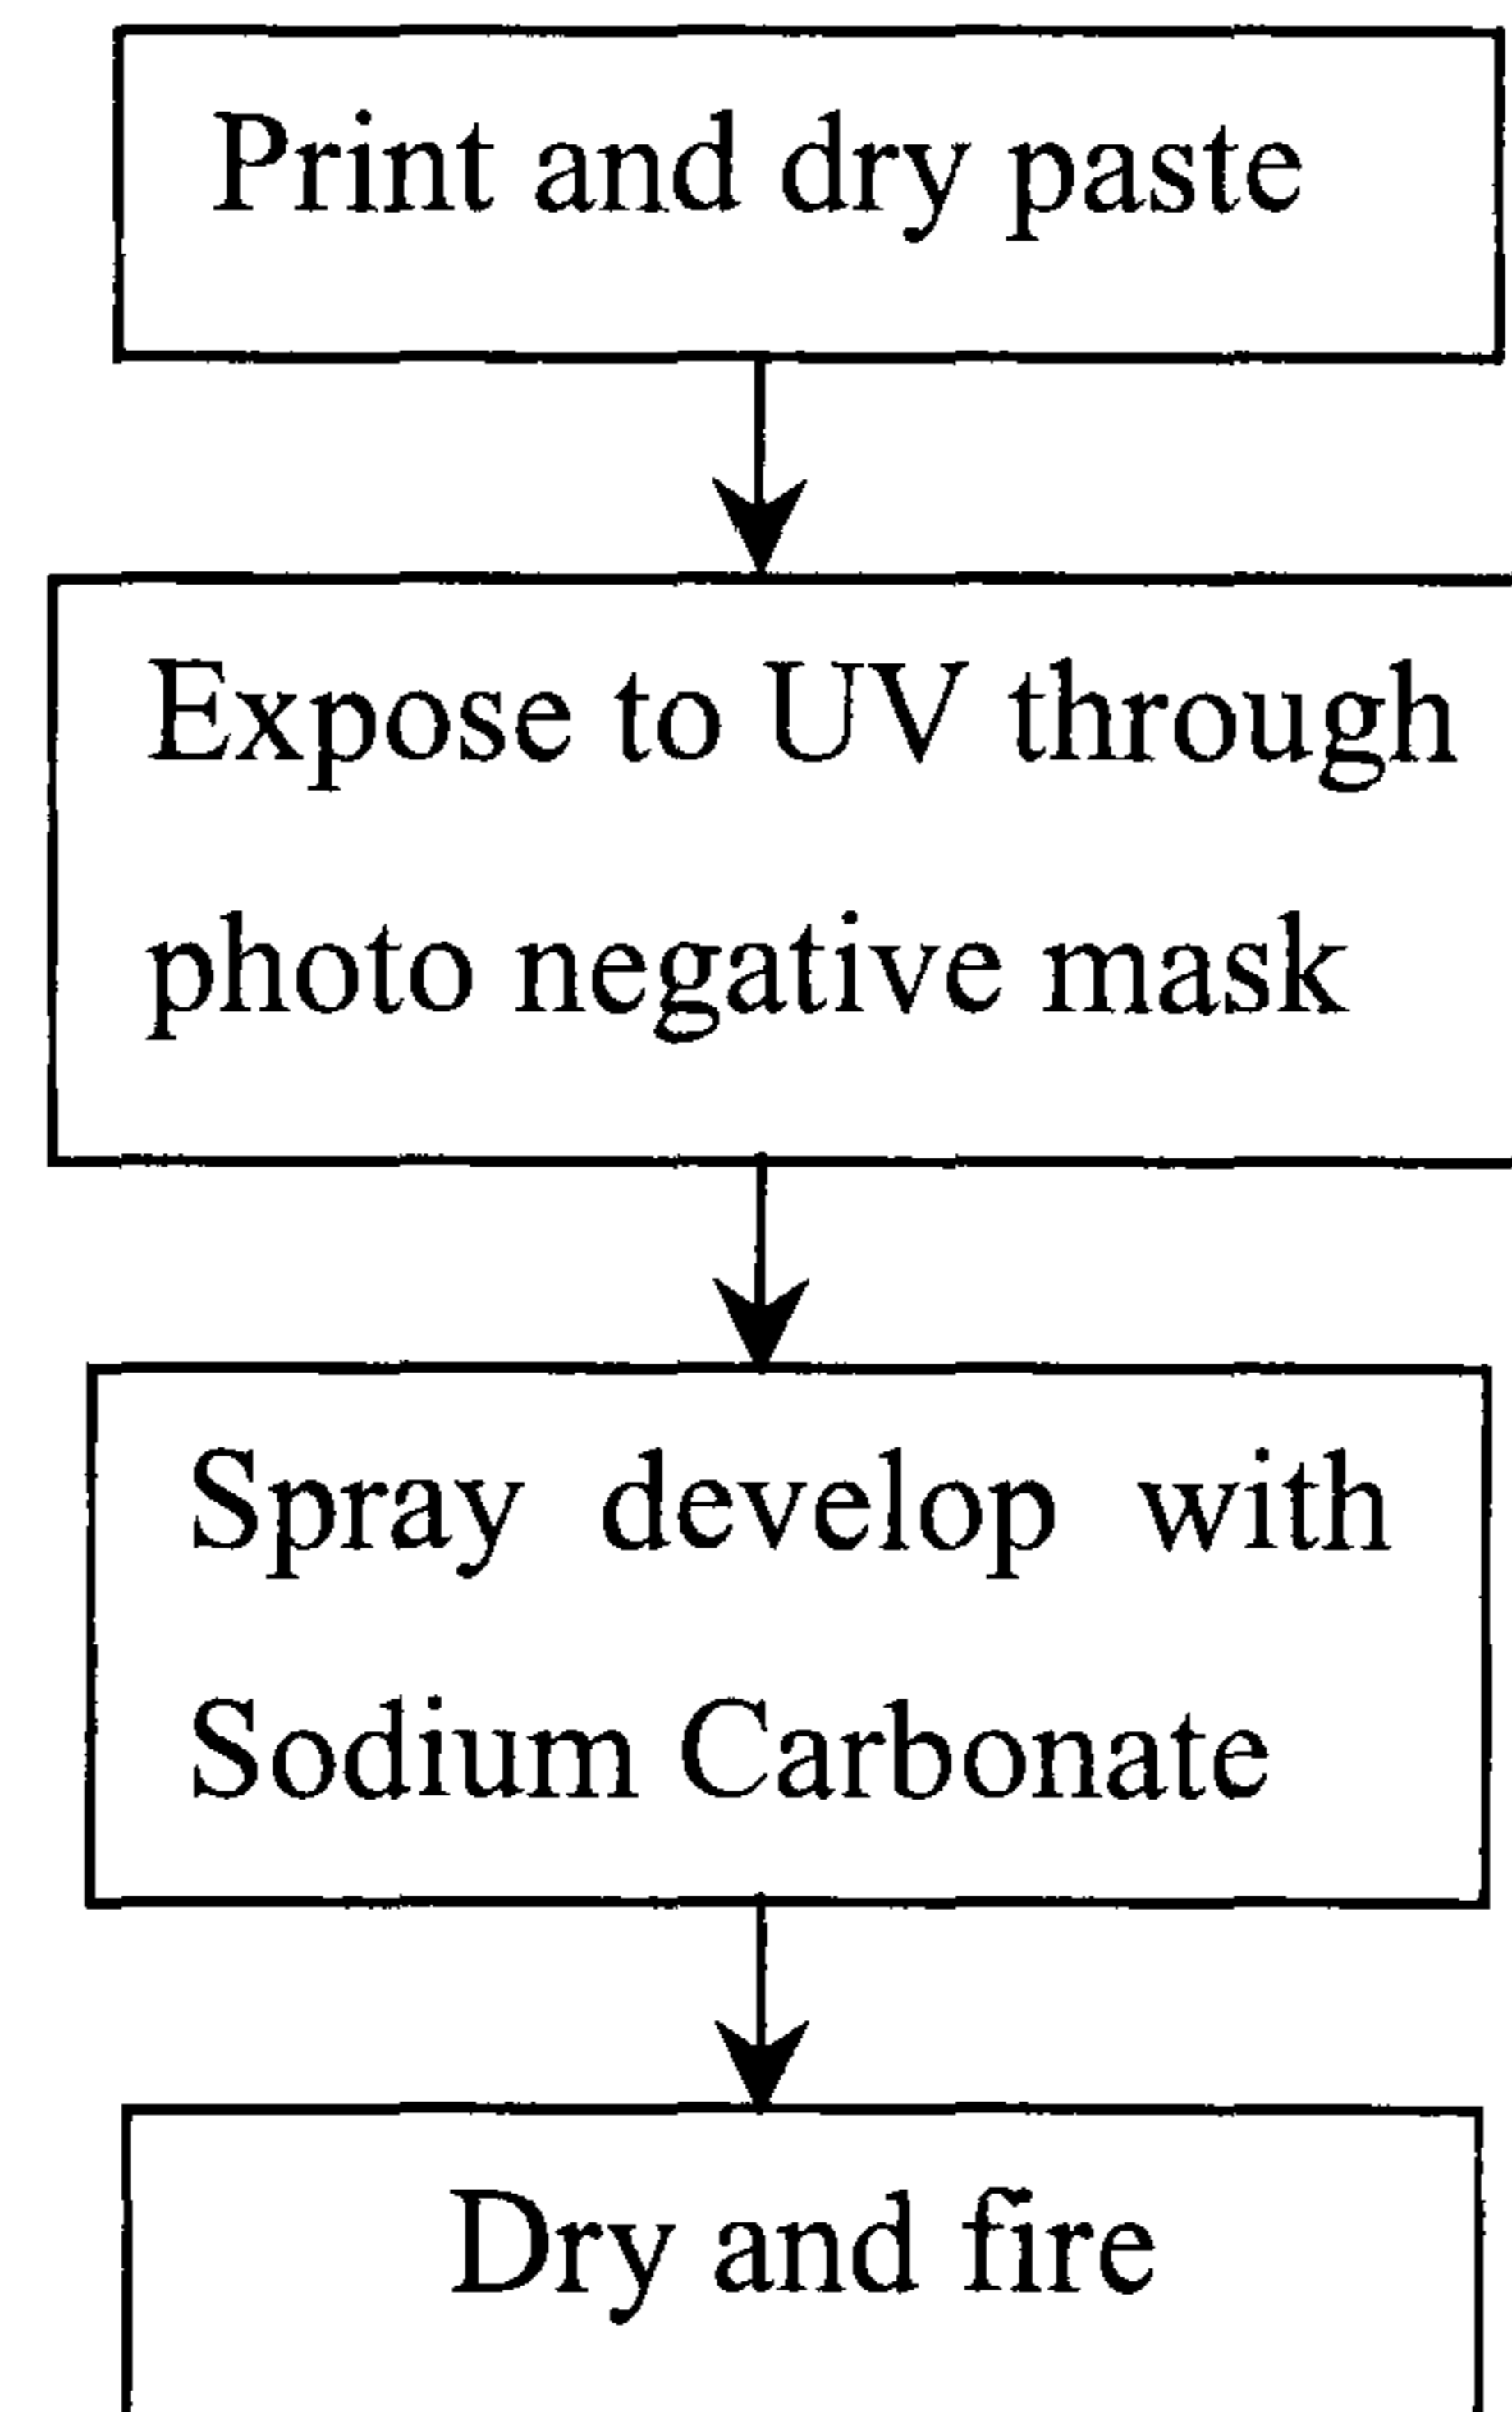 Print and dry paste
Expose to UV through
photo negative mask
Spray develop with
Sodium Carbonate
Dry and fire